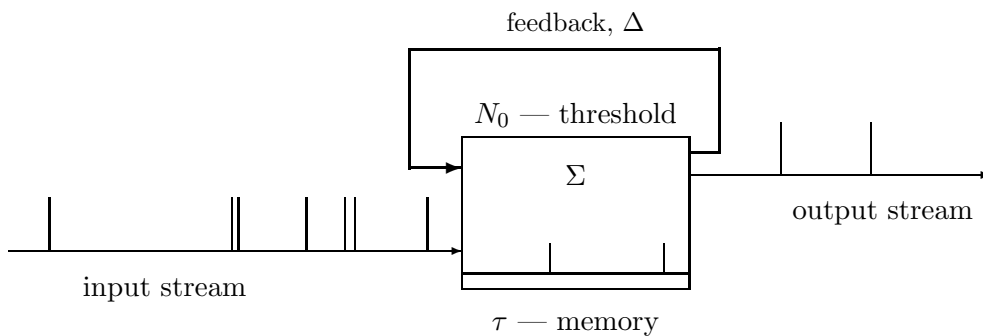 feedback, Δ
N₀ — threshold
Σ
output stream
input stream
τ — memory